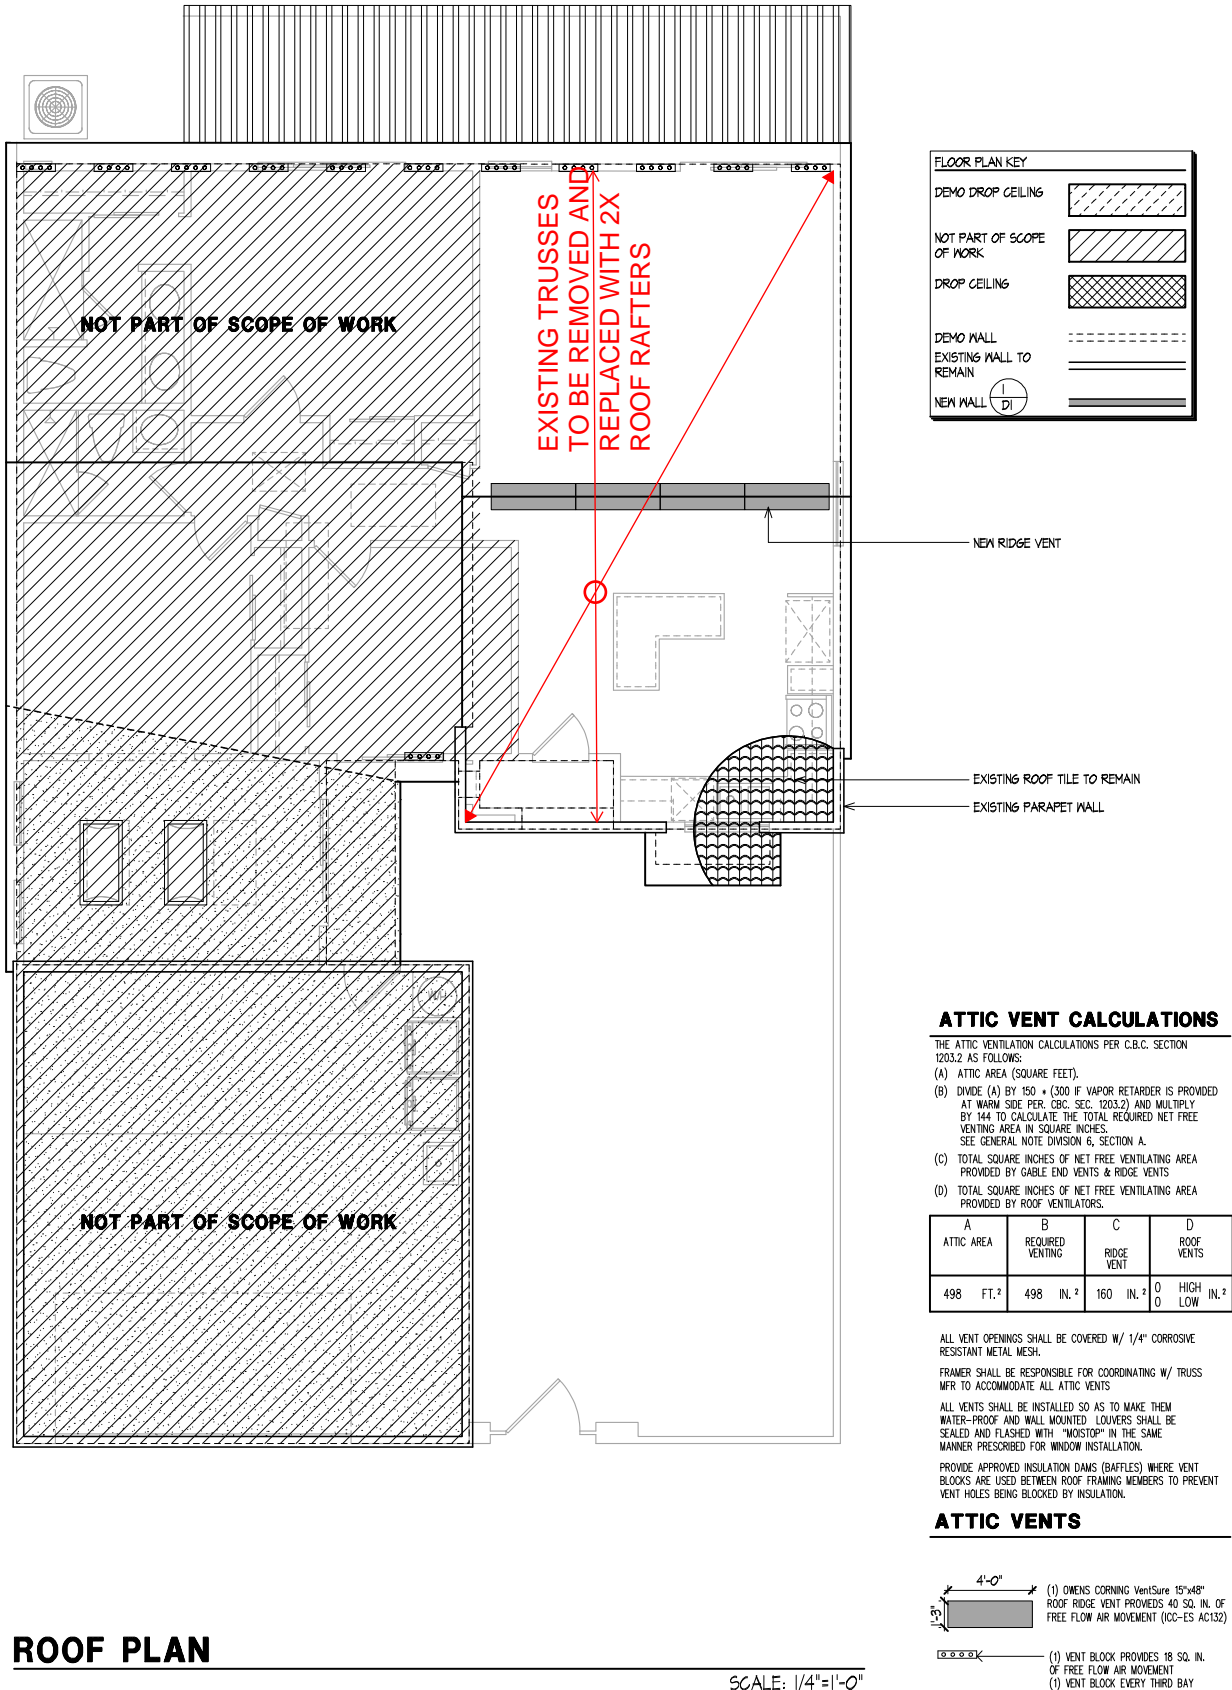 EXISTING TRUSSES
TO BE REMOVED AND
REPLACED WITH 2X
ROOF RAFTERS
NOT PART OF SCOPE OF WORK
FLOOR PLAN KEY
DEMO DROP CEILING
NOT PART OF SCOPE
OF WORK
DROP CEILING
DEMO WALL
EXISTING WALL TO
REMAIN
NEW WALL
1
D1
NEW RIDGE VENT
EXISTING ROOF TILE TO REMAIN
EXISTING PARAPET WALL
WH
NOT PART OF SCOPE OF WORK
ATTIC VENT CALCULATIONS
THE ATTIC VENTILATION CALCULATIONS PER C.B.C. SECTION
1203.2 AS FOLLOWS:
(A) ATTIC AREA (SQUARE FEET).
(B) DIVIDE (A) BY 150 * (300 IF VAPOR RETARDER IS PROVIDED
AT WARM SIDE PER. CBC. SEC. 1203.2) AND MULTIPLY
BY 144 TO CALCULATE THE TOTAL REQUIRED NET FREE
VENTING AREA IN SQUARE INCHES.
SEE GENERAL NOTE DIVISION 6, SECTION A.
(C) TOTAL SQUARE INCHES OF NET FREE VENTILATING AREA
PROVIDED BY GABLE END VENTS & RIDGE VENTS
(D) TOTAL SQUARE INCHES OF NET FREE VENTILATING AREA
PROVIDED BY ROOF VENTILATORS.
A B C D
ATTIC AREA REQUIRED VENTING RIDGE VENT ROOF VENTS
498 FT.² 498 IN.² 160 IN.² 0 HIGH 0 LOW IN.²
ALL VENT OPENINGS SHALL BE COVERED W/ 1/4" CORROSIVE
RESISTANT METAL MESH.
FRAMER SHALL BE RESPONSIBLE FOR COORDINATING W/ TRUSS
MFR TO ACCOMMODATE ALL ATTIC VENTS
ALL VENTS SHALL BE INSTALLED SO AS TO MAKE THEM
WATER-PROOF AND WALL MOUNTED LOUVERS SHALL BE
SEALED AND FLASHED WITH "MOISTOP" IN THE SAME
MANNER PRESCRIBED FOR WINDOW INSTALLATION.
PROVIDE APPROVED INSULATION DAMS (BAFFLES) WHERE VENT
BLOCKS ARE USED BETWEEN ROOF FRAMING MEMBERS TO PREVENT
VENT HOLES BEING BLOCKED BY INSULATION.
ATTIC VENTS
4'-0"
1'-3"
(1) OWENS CORNING VentSure 15"x48"
ROOF RIDGE VENT PROVIEDS 40 SQ. IN. OF
FREE FLOW AIR MOVEMENT (ICC-ES AC132)
(1) VENT BLOCK PROVIDES 18 SQ. IN.
OF FREE FLOW AIR MOVEMENT
(1) VENT BLOCK EVERY THIRD BAY
ROOF PLAN
SCALE: 1/4"=1'-0"